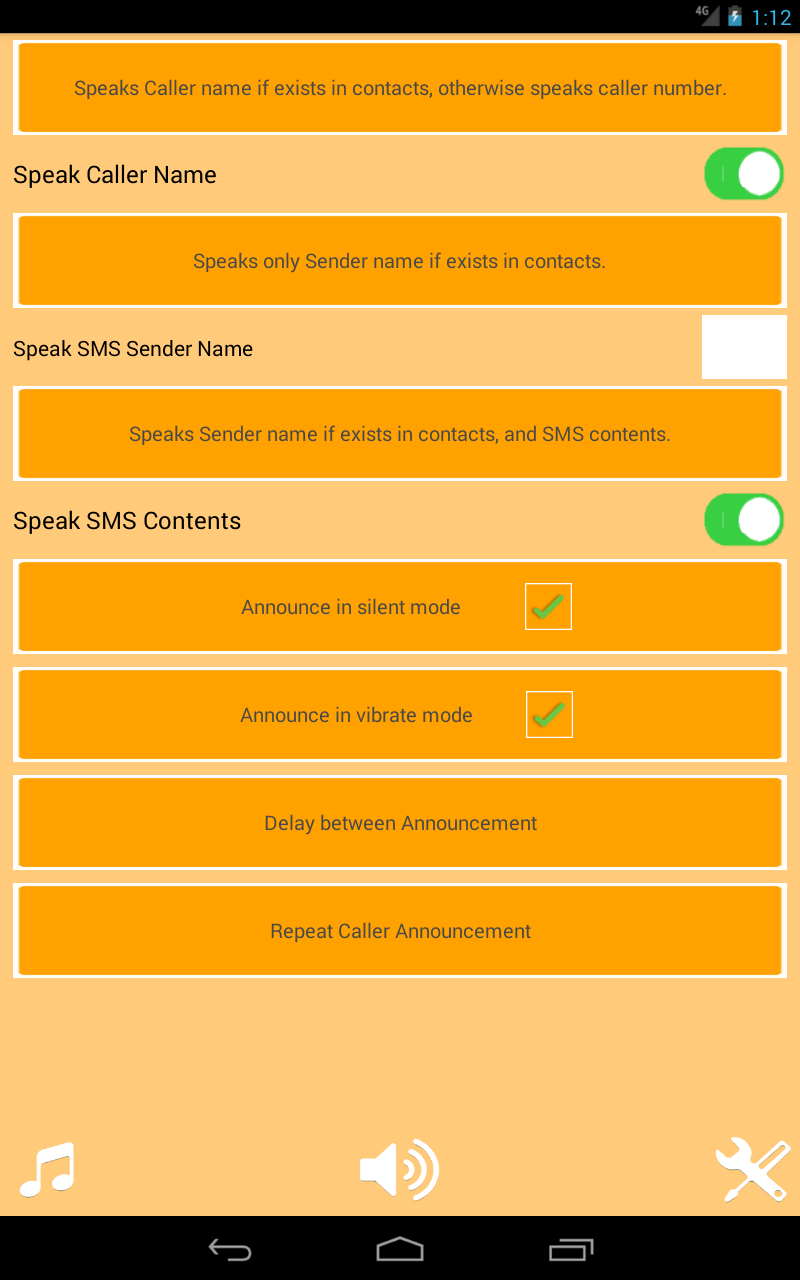 4G 1:12
Speaks Caller name if exists in contacts, otherwise speaks caller number.
Speak Caller Name
Speaks only Sender name if exists in contacts.
Speak SMS Sender Name
Speaks Sender name if exists in contacts, and SMS contents.
Speak SMS Contents
Announce in silent mode
Announce in vibrate mode
Delay between Announcement
Repeat Caller Announcement